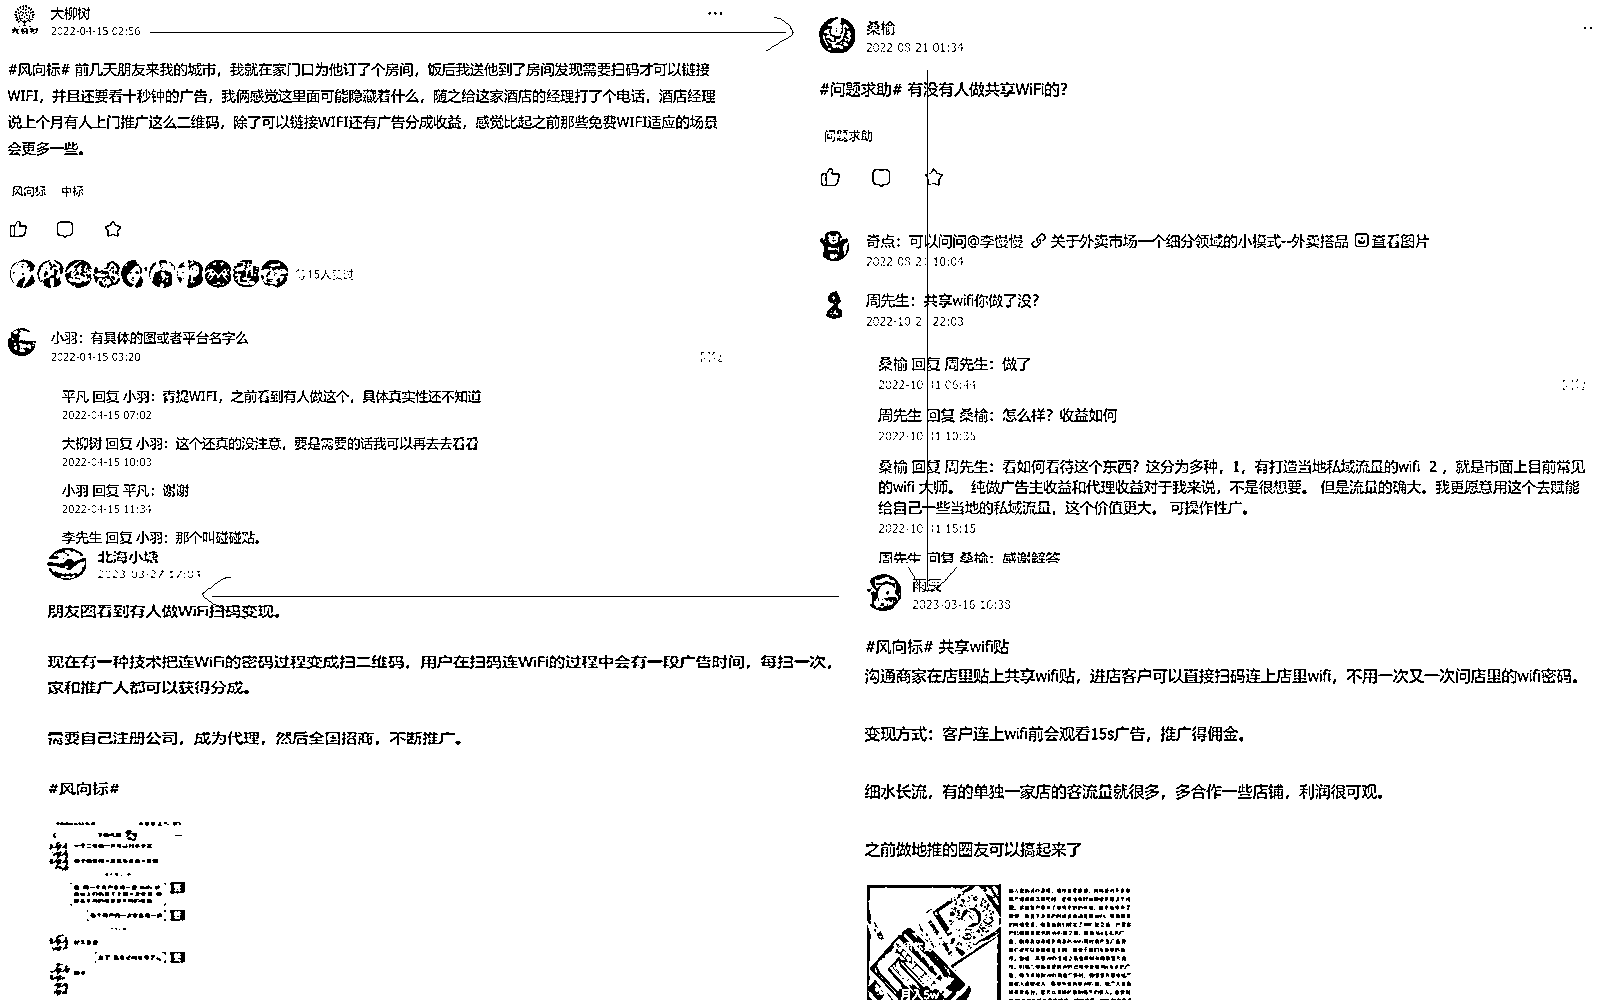 大柳树
2022-04-15 02:56
#风向标# 前几天朋友来我的城市，我就在家门口为他订了个房间，饭后我送他到了房间发现需要扫码才可以链接
WIFI，并且还要看十秒钟的广告，我俩感觉这里面可能隐藏着什么，随之给这家酒店的经理打了个电话，酒店经理
说上个月有人上门推广这么二维码，除了可以链接WIFI还有广告分成收益，感觉比起之前那些免费WIFI适应的场景
会更多一些。
风向标 中标
小羽：有具体的图或者平台名字么
2022-04-15 03:20
平凡 回复 小羽：青提WIFI，之前看到有人做这个，具体真实性还不知道
2022-04-15 07:02
大柳树 回复 小羽：这个还真的没注意，要是需要的话我可以再去去看看
2022-04-15 10:03
小羽 回复 平凡：谢谢
2022-04-15 11:34
李先生 回复 小羽：那个叫碰碰贴。
桑榆
2022-08-21 01:34
#问题求助# 有没有人做共享WiFi的？
问题求助
奇点：可以问问@李慢慢 关于外卖市场一个细分领域的小模式--外卖搭品 查看图片
2022-08-21 10:04
周先生：共享wifi你做了没？
2022-10-2 22:03
桑榆 回复 周先生：做了
2022-10-31 06:44
周先生 回复 桑榆：怎么样？收益如何
2022-10-31 10:35
桑榆 回复 周先生：看如何看待这个东西？这分为多种，1，有打造当地私域流量的wifi 2 ，就是市面上目前常见
的wifi 大师。 纯做广告主收益和代理收益对于我来说，不是很想要。 但是流量的确大。我更愿意用这个去赋能
给自己一些当地的私域流量，这个价值更大。 可操作性广。
2022-10-31 15:15
周先生 回复 桑榆：感谢解答
北海小塘
2023-03-27 17:04
朋友圈看到有人做WiFi扫码变现。
现在有一种技术把连WiFi的密码过程变成扫二维码，用户在扫码连WiFi的过程中会有一段广告时间，每扫一次，
家和推广人都可以获得分成。
需要自己注册公司，成为代理，然后全国招商，不断推广。
#风向标#
2023-03-16 16:38
#风向标# 共享wifi贴
沟通商家在店里贴上共享wifi贴，进店客户可以直接扫码连上店里wifi，不用一次又一次问店里的wifi密码。
变现方式：客户连上wifi前会观看15s广告，推广得佣金。
细水长流，有的单独一家店的客流量就很多，多合作一些店铺，利润很可观。
之前做地推的圈友可以搞起来了
月入5w